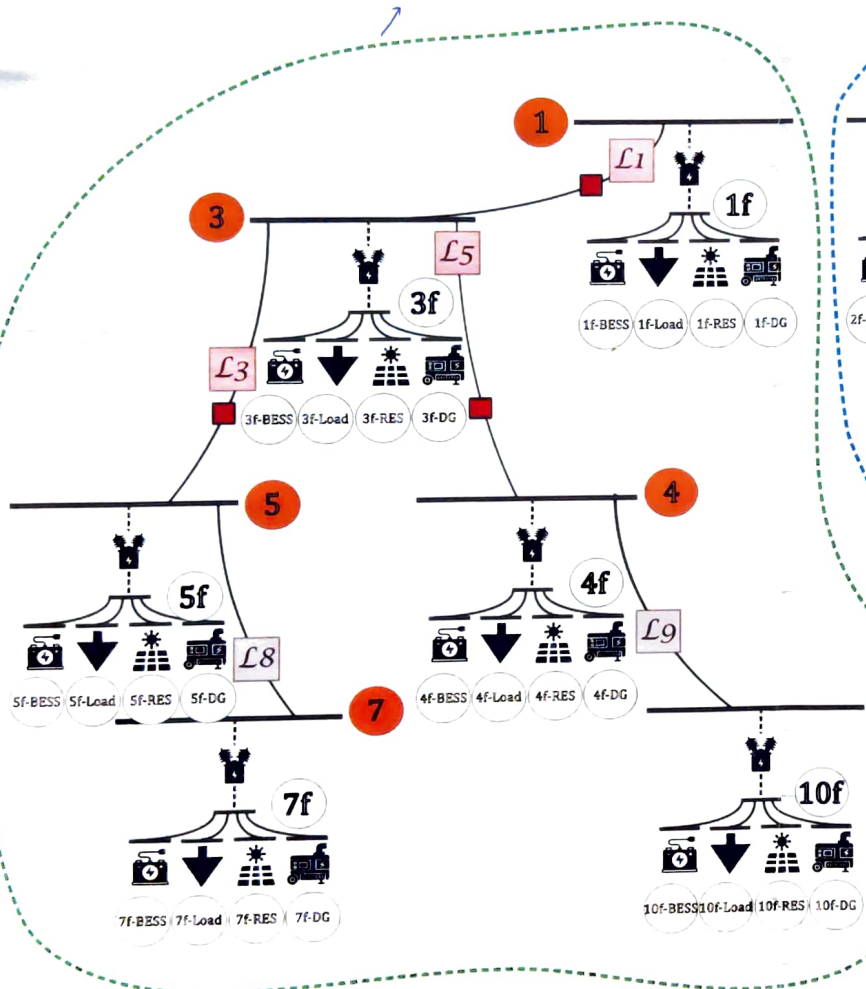 1
L1
1f
3
L5
3f
1f-BESS 1f-Load 1f-RES 1f-DG
2f-
L3
3f-BESS 3f-Load 3f-RES 3f-DG
5
4
5f
4f
L9
L8
5f-BESS 5f-Load 5f-RES 5f-DG
4f-BESS 4f-Load 4f-RES 4f-DG
7
7f
10f
7f-BESS 7f-Load 7f-RES 7f-DG
10f-BESS 10f-Load 10f-RES 10f-DG